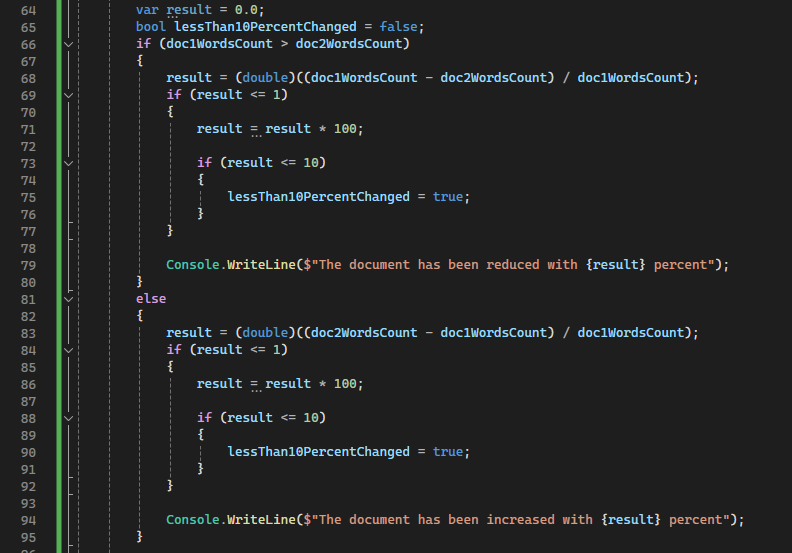 64 var result = 0.0;
65 bool lessThan10PercentChanged = false;
66 if (doc1WordsCount > doc2WordsCount)
67 {
68 result = (double)((doc1WordsCount - doc2WordsCount) / doc1WordsCount);
69 if (result <= 1)
70 {
71 result = result * 100;
72
73 if (result <= 10)
74 {
75 lessThan10PercentChanged = true;
76 }
77 }
78
79 Console.WriteLine($"The document has been reduced with {result} percent");
80 }
81 else
82 {
83 result = (double)((doc2WordsCount - doc1WordsCount) / doc1WordsCount);
84 if (result <= 1)
85 {
86 result = result * 100;
87
88 if (result <= 10)
89 {
90 lessThan10PercentChanged = true;
91 }
92 }
93
94 Console.WriteLine($"The document has been increased with {result} percent");
95 }